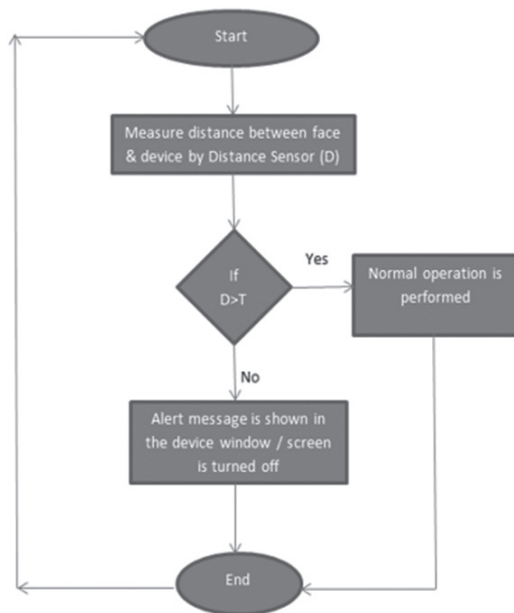 Start
Measure distance between face
& device by Distance Sensor (D)
If
D>T
Yes
Normal operation is
performed
No
Alert message is shown in
the device window / screen
is turned off
End